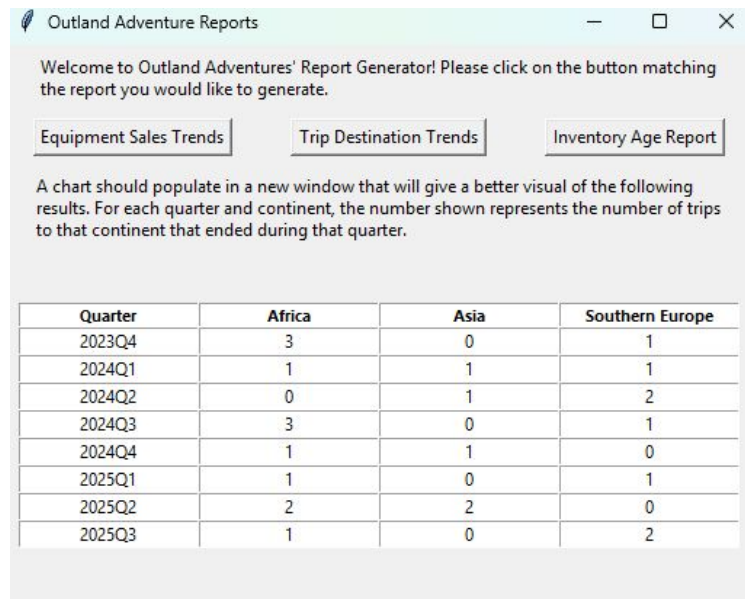 Outland Adventure Reports
Welcome to Outland Adventures' Report Generator! Please click on the button matching
the report you would like to generate.
Equipment Sales Trends Trip Destination Trends Inventory Age Report
A chart should populate in a new window that will give a better visual of the following
results. For each quarter and continent, the number shown represents the number of trips
to that continent that ended during that quarter.
Quarter Africa Asia Southern Europe
2023Q4 3 0 1
2024Q1 1 1 1
2024Q2 0 1 2
2024Q3 3 0 1
2024Q4 1 1 0
2025Q1 1 0 1
2025Q2 2 2 0
2025Q3 1 0 2